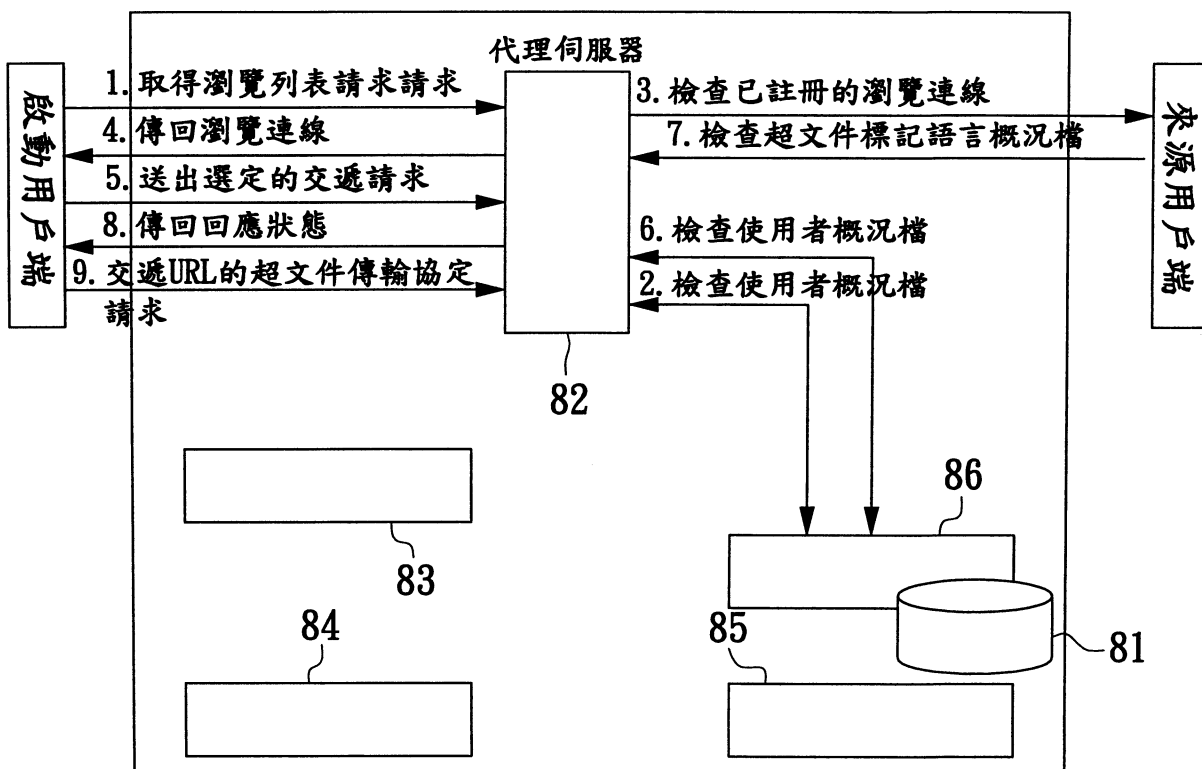 代理伺服器
啟動用戶端
1.取得瀏覽列表請求請求
4.傳回瀏覽連線
5.送出選定的交遞請求
8.傳回回應狀態
9.交遞URL的超文件傳輸協定
請求
3.檢查已註冊的瀏覽連線
7.檢查超文件標記語言概況檔
6.檢查使用者概況檔
2.檢查使用者概況檔
來源用戶端
82
83
86
84
85
81